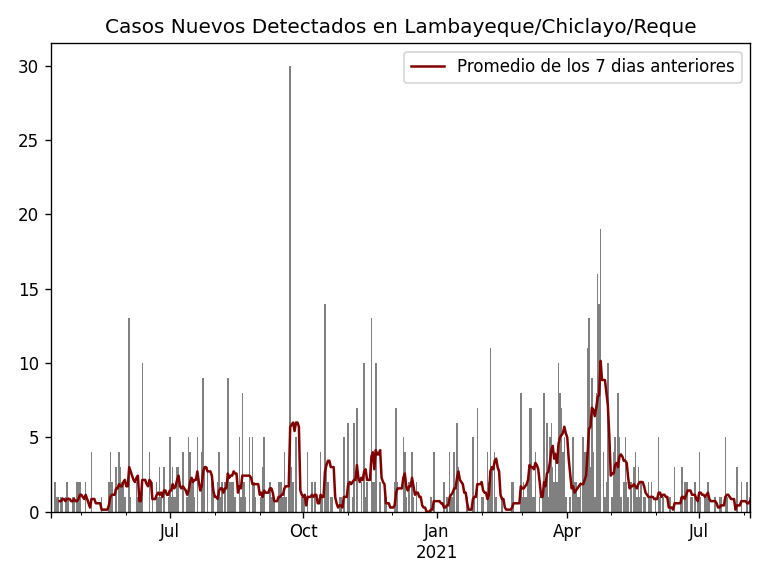 Casos Nuevos Detectados en Lambayeque/Chiclayo/Reque
Promedio de los 7 dias anteriores
30
25
20
15
10
5
0
Jul Oct Jan Apr Jul
2021